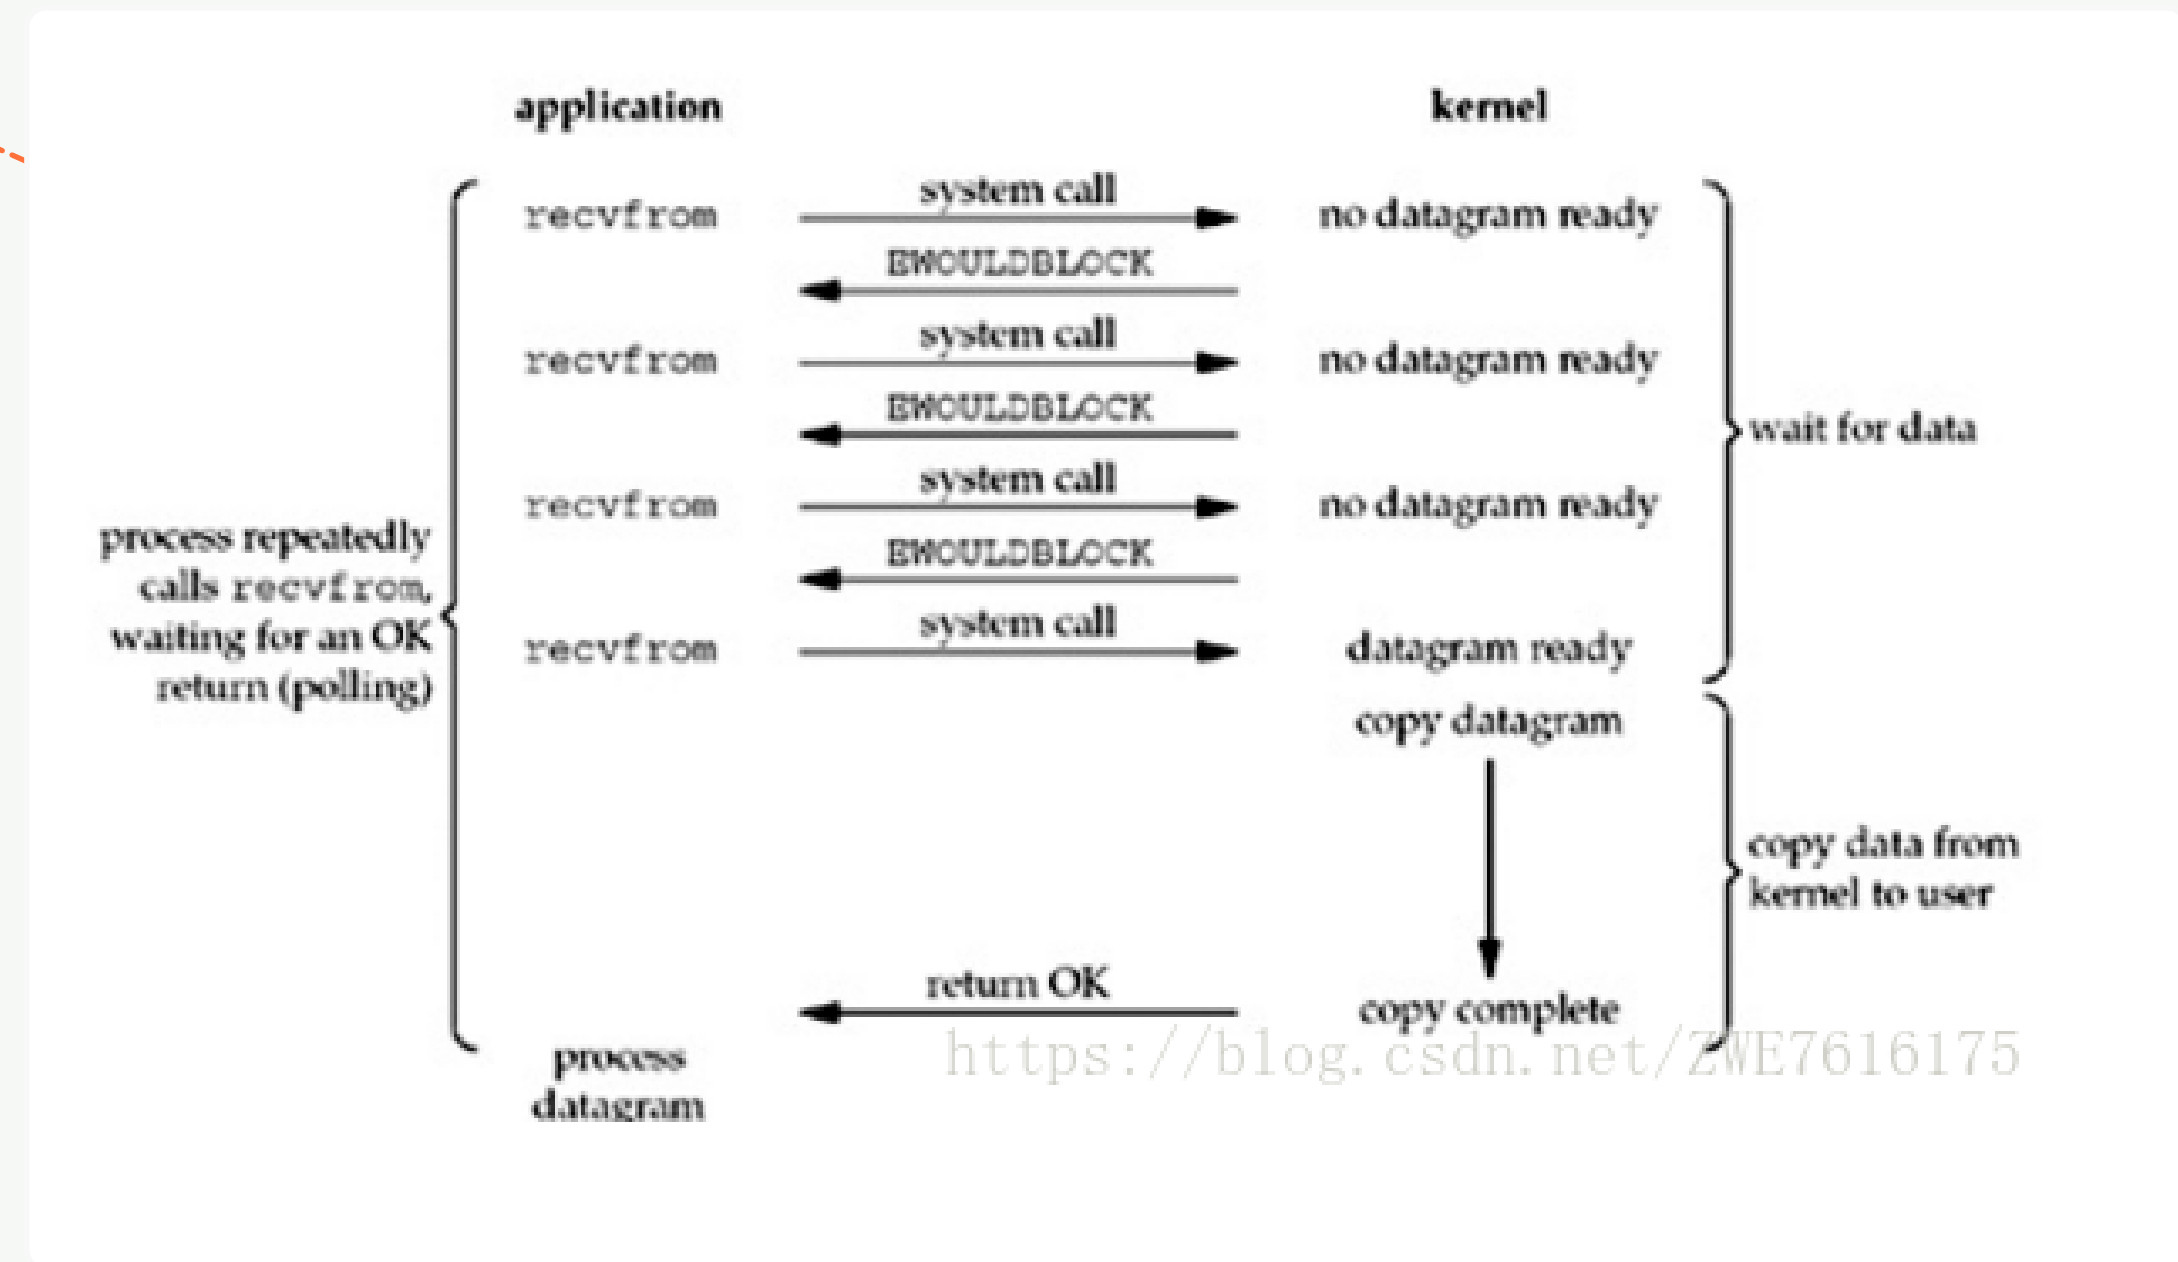 application
kernel
system call
recvfrom
no datagram ready
EWOULDBLOCK
system call
recvfrom
no datagram ready
EWOULDBLOCK
wait for data
system call
recvfrom
no datagram ready
EWOULDBLOCK
process repeatedly
calls recvfrom,
waiting for an OK
return (polling)
system call
recvfrom
datagram ready
copy datagram
copy data from
kernel to user
return OK
copy complete
process
datagram
https://blog.csdn.net/ZWE7616175